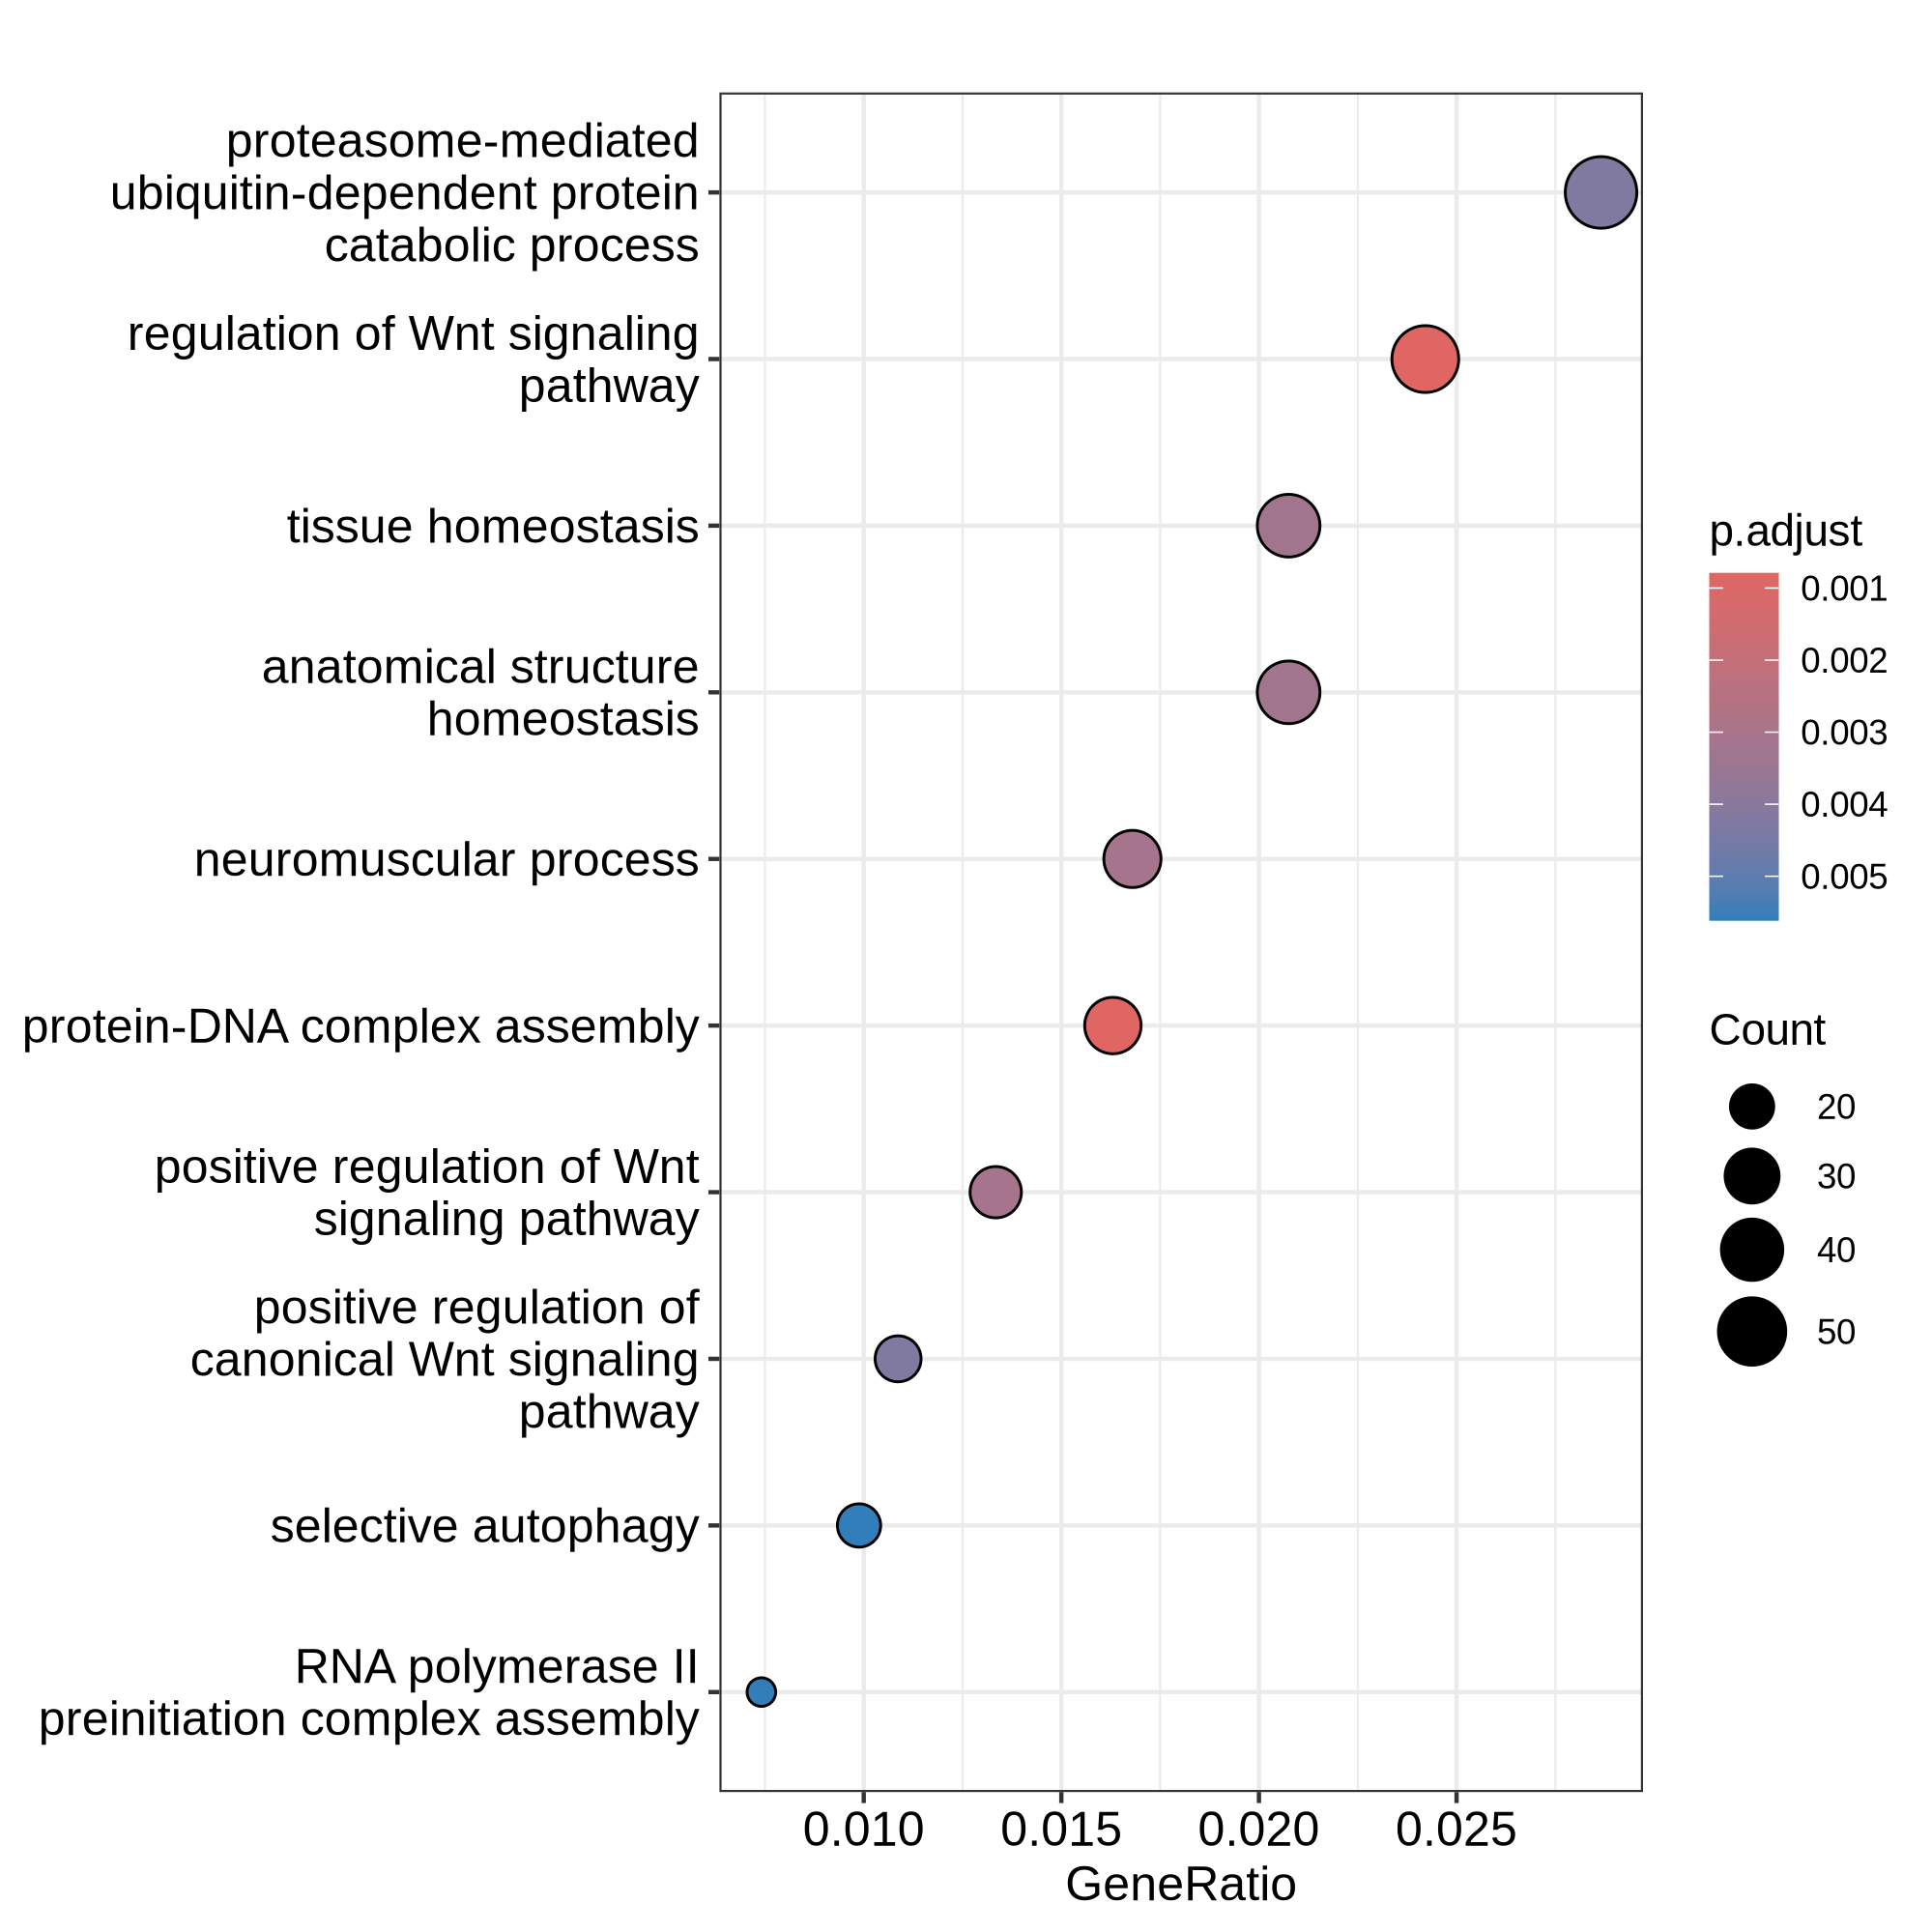 proteasome-mediated
ubiquitin-dependent protein
catabolic process
regulation of Wnt signaling
pathway
tissue homeostasis
anatomical structure
homeostasis
neuromuscular process
protein-DNA complex assembly
positive regulation of Wnt
signaling pathway
positive regulation of
canonical Wnt signaling
pathway
selective autophagy
RNA polymerase II
preinitiation complex assembly
0.010 0.015 0.020 0.025
GeneRatio
p.adjust
0.001
0.002
0.003
0.004
0.005
Count
20
30
40
50